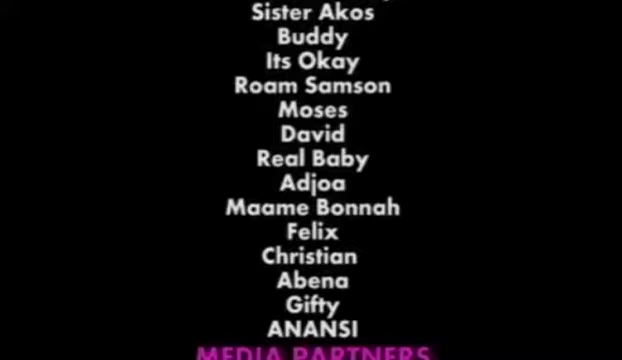 Sister Akos
Buddy
Its Okay
Roam Samson
Moses
David
Real Baby
Adjoa
Maame Bonnah
Felix
Christian
Abena
Gifty
ANANSI
MEDIA PARTNERS